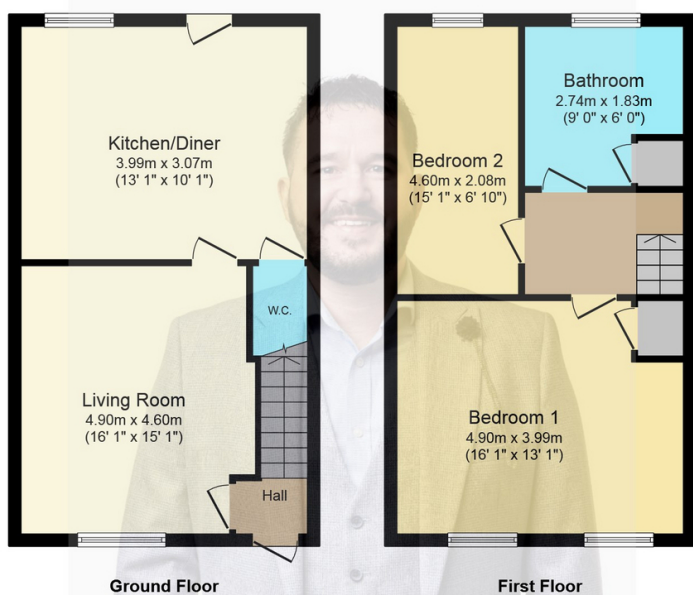 Kitchen/Diner
3.99m x 3.07m
(13' 1" x 10' 1")
W.C.
Living Room
4.90m x 4.60m
(16' 1" x 15' 1")
Hall
Ground Floor
Bathroom
2.74m x 1.83m
(9' 0" x 6' 0")
Bedroom 2
4.60m x 2.08m
(15' 1" x 6' 10")
Bedroom 1
4.90m x 3.99m
(16' 1" x 13' 1")
First Floor